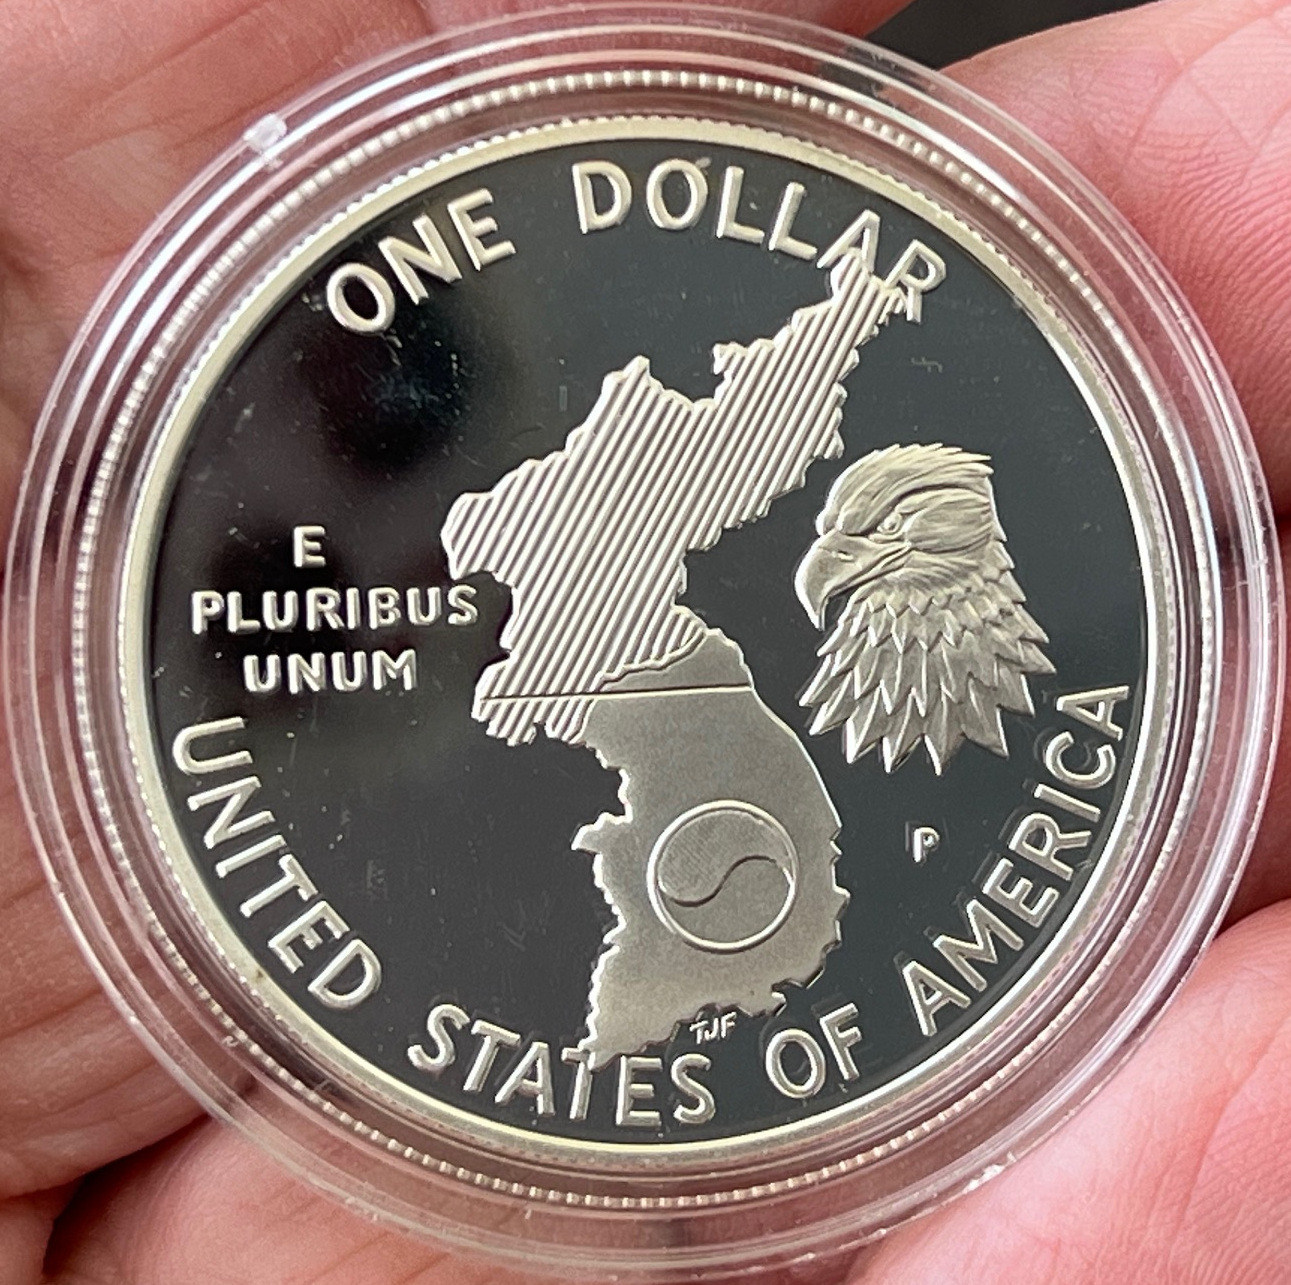 ONE DOLLAR
E
PLURIBUS
UNUM
P
TJF
UNITED STATES OF AMERICA